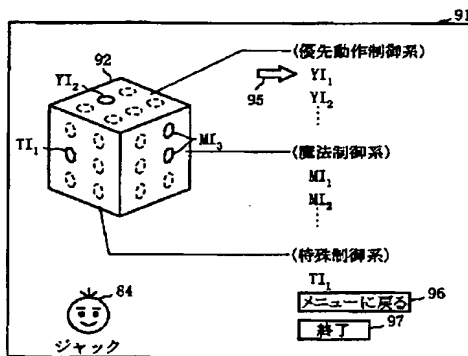 91
92
(優先動作制御系)
YI₂
95
YI₁
YI₂
TI₁
MI₃
(魔法制御系)
MI₁
MI₂
(特殊制御系)
TI₁
84
メニューに戻る 96
終了 97
ジャック